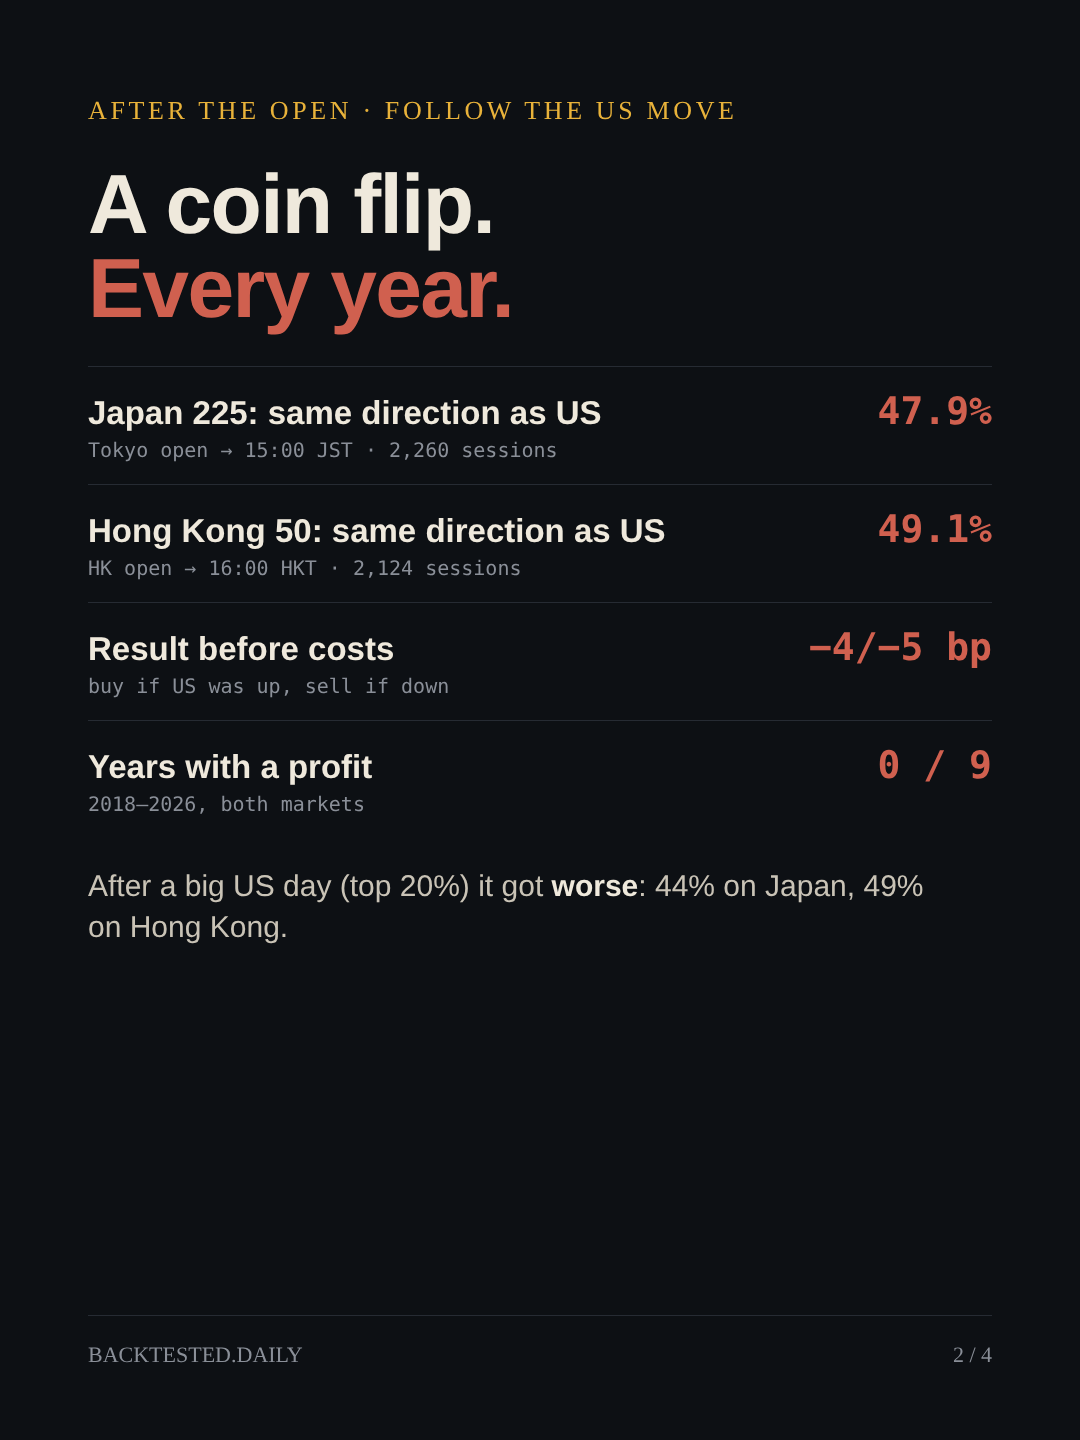 AFTER THE OPEN · FOLLOW THE US MOVE
A coin flip.
Every year.
Japan 225: same direction as US 47.9%
Tokyo open → 15:00 JST · 2,260 sessions
Hong Kong 50: same direction as US 49.1%
HK open → 16:00 HKT · 2,124 sessions
Result before costs −4/−5 bp
buy if US was up, sell if down
Years with a profit 0 / 9
2018–2026, both markets
After a big US day (top 20%) it got worse: 44% on Japan, 49%
on Hong Kong.
BACKTESTED.DAILY 2 / 4